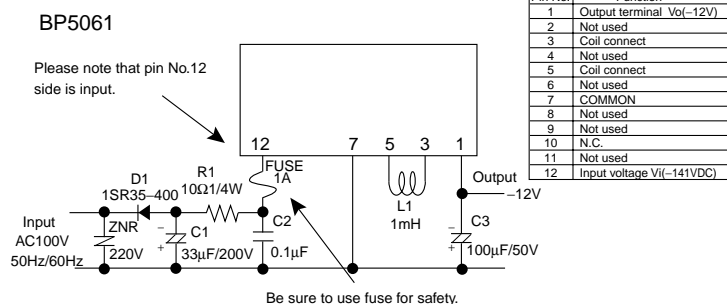 BP5061
Please note that pin No.12
side is input.
12 7 5 3 1
FUSE
1A
D1
1SR35−400
R1
10Ω1/4W
L1
1mH
Output
−12V
Input
AC100V
50Hz/60Hz
ZNR
220V
−
+
C1
33μF/200V
C2
0.1μF
−
+
C3
100μF/50V
Be sure to use fuse for safety.
1 Output terminal Vo(−12V)
2 Not used
3 Coil connect
4 Not used
5 Coil connect
6 Not used
7 COMMON
8 Not used
9 Not used
10 N.C.
11 Not used
12 Input voltage Vi(−141VDC)